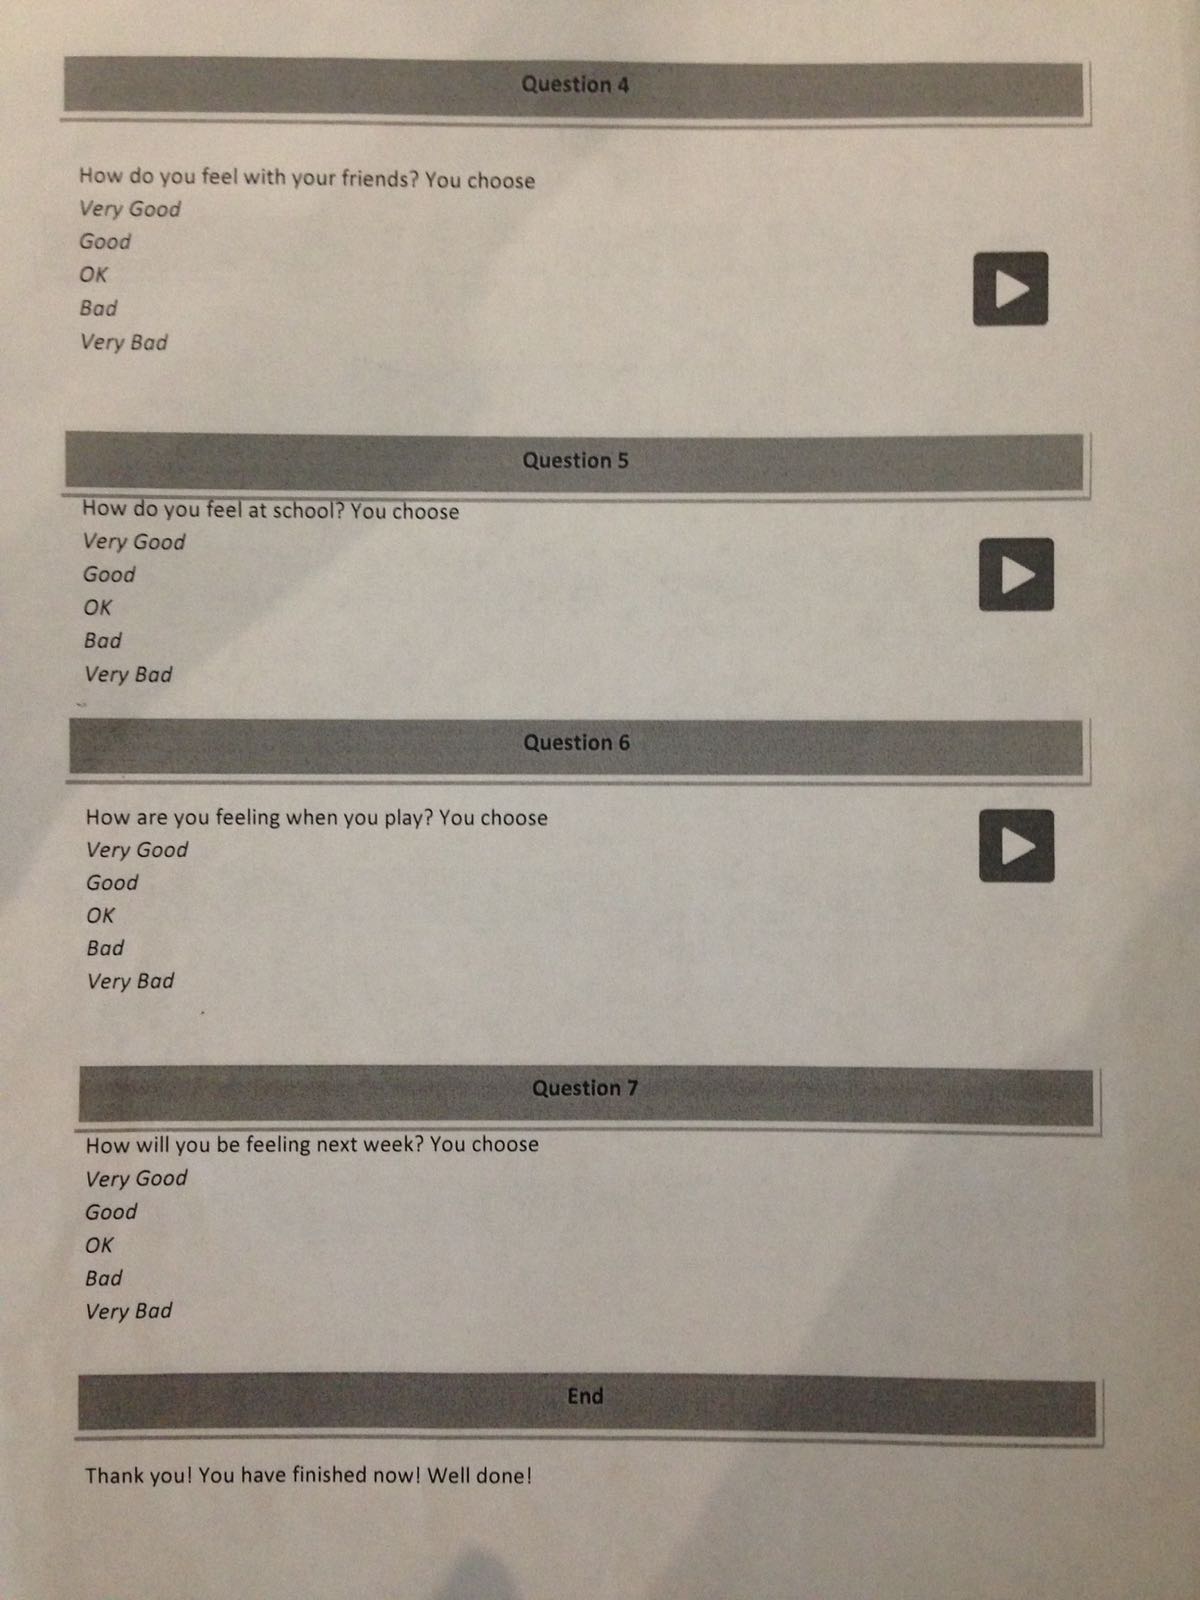 Question 4
How do you feel with your friends? You choose
Very Good
Good
OK
Bad
Very Bad
Question 5
How do you feel at school? You choose
Very Good
Good
OK
Bad
Very Bad
Question 6
How are you feeling when you play? You choose
Very Good
Good
OK
Bad
Very Bad
Question 7
How will you be feeling next week? You choose
Very Good
Good
OK
Bad
Very Bad
End
Thank you! You have finished now! Well done!